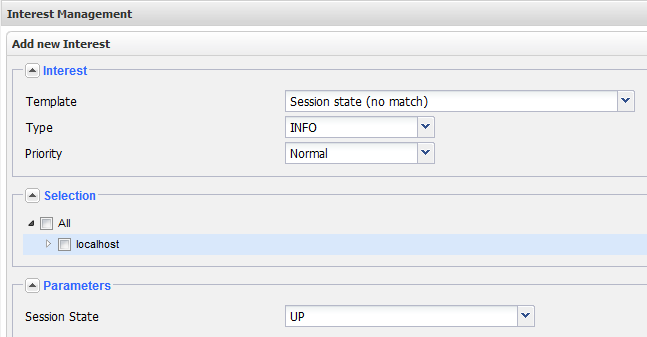 Interest Management
Add new Interest
Interest
Template Session state (no match)
Type INFO
Priority Normal
Selection
All
localhost
Parameters
Session State UP